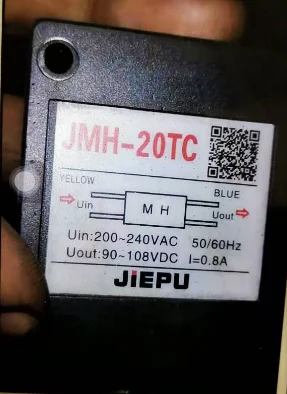 JMH-20TC
YELLOW
BLUE
Uin
M H
Uout
Uin:200~240VAC 50/60Hz
Uout:90~108VDC I=0.8A
JiEPU